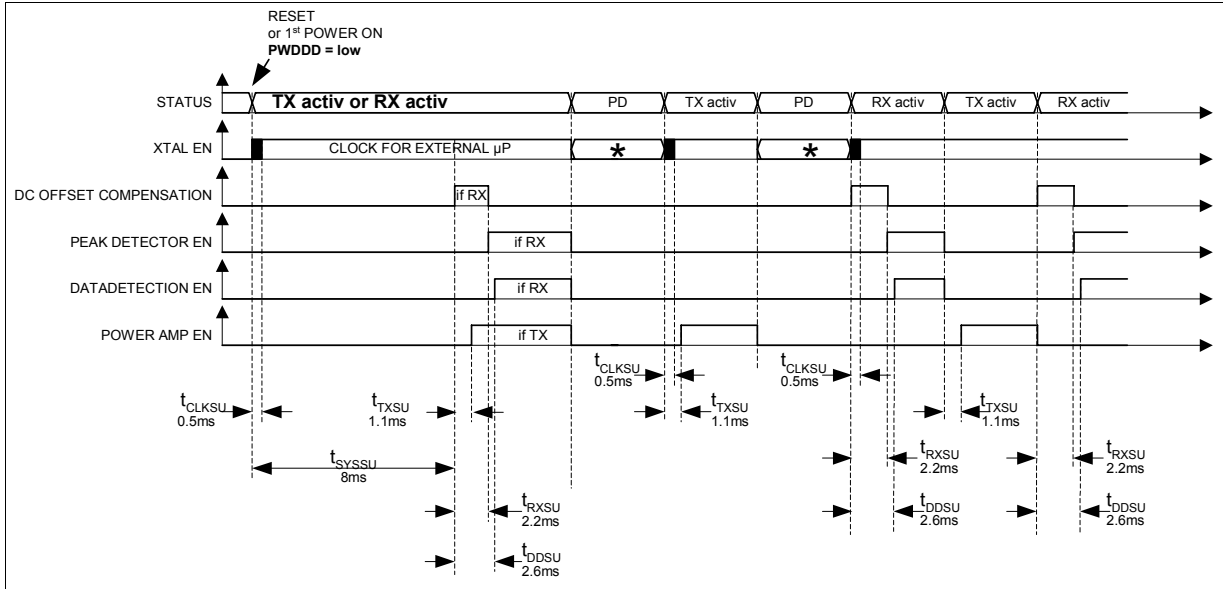 RESET
or 1st POWER ON
PWDDD = low
STATUS
TX activ or RX activ
PD
TX activ
PD
RX activ
TX activ
RX activ
XTAL EN
CLOCK FOR EXTERNAL µP
*
*
DC OFFSET COMPENSATION
if RX
PEAK DETECTOR EN
if RX
DATADETECTION EN
if RX
POWER AMP EN
if TX
tCLKSU
0.5ms
tCLKSU
0.5ms
tCLKSU
0.5ms
tTXSU
1.1ms
tTXSU
1.1ms
tTXSU
1.1ms
tSYSSU
8ms
tRXSU
2.2ms
tRXSU
2.2ms
tRXSU
2.2ms
tDDSU
2.6ms
tDDSU
2.6ms
tDDSU
2.6ms